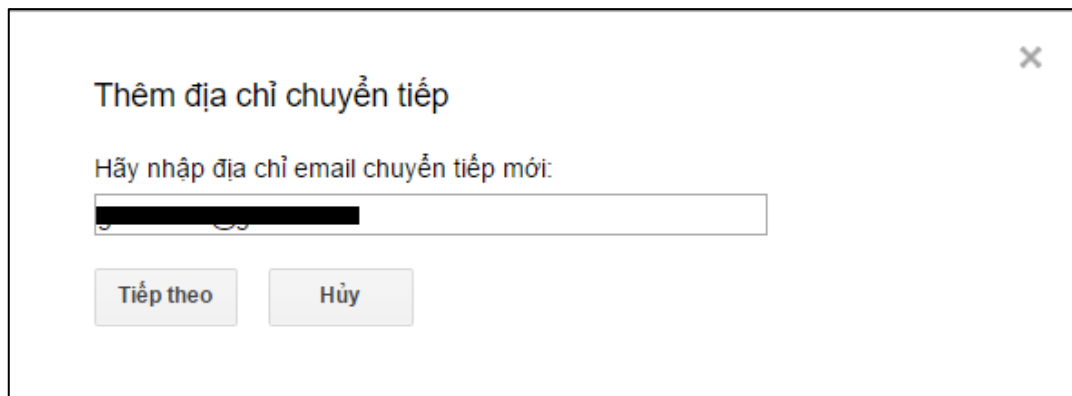 Thêm địa chỉ chuyển tiếp
Hãy nhập địa chỉ email chuyển tiếp mới:
Tiếp theo
Hủy